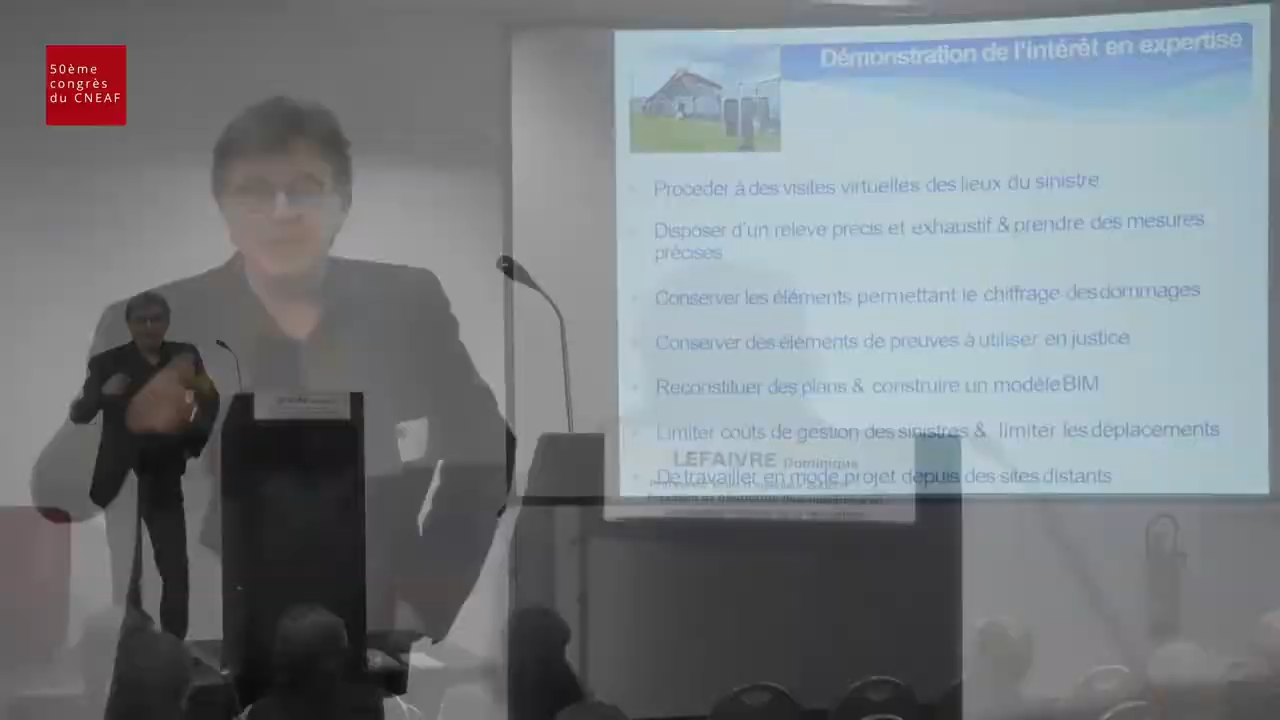 50ème
congrès
du CNEAF
Démonstration de l'intérêt en expertise
Procéder à des visites virtuelles des lieux du sinistre
Disposer d'un relevé précis et exhaustif & prendre des mesures
précises
Conserver les éléments permettant le chiffrage des dommages
Conserver des éléments de preuves à utiliser en justice
Reconstituer des plans & construire un modèle BIM
Limiter coûts de gestion des sinistres & limiter les déplacements
LEFAIVRE Dominique
De travailler en mode projet depuis des sites distants